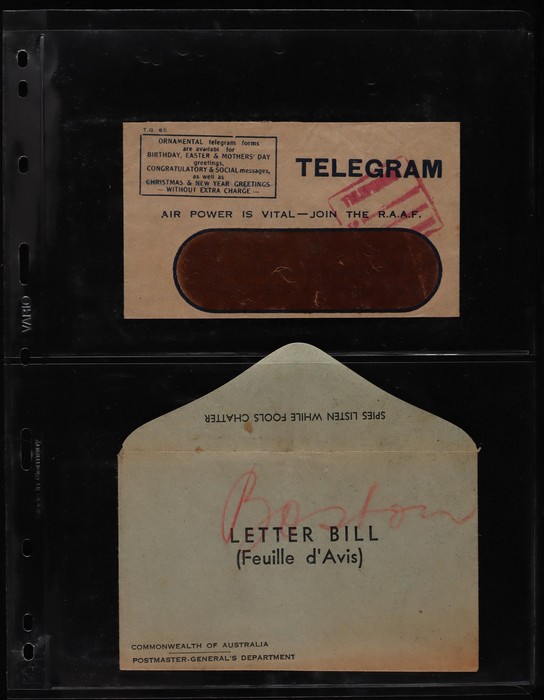 T.G. 42.
ORNAMENTAL telegram forms
are available for
BIRTHDAY, EASTER & MOTHERS' DAY
greetings,
CONGRATULATORY & SOCIAL messages,
as well as
CHRISTMAS & NEW YEAR GREETINGS
— WITHOUT EXTRA CHARGE —
TELEGRAM
AIR POWER IS VITAL—JOIN THE R.A.A.F.
VARIO
SPIES LISTEN WHILE FOOLS CHATTER
Boston
LETTER BILL
(Feuille d'Avis)
COMMONWEALTH OF AUSTRALIA
POSTMASTER-GENERAL'S DEPARTMENT